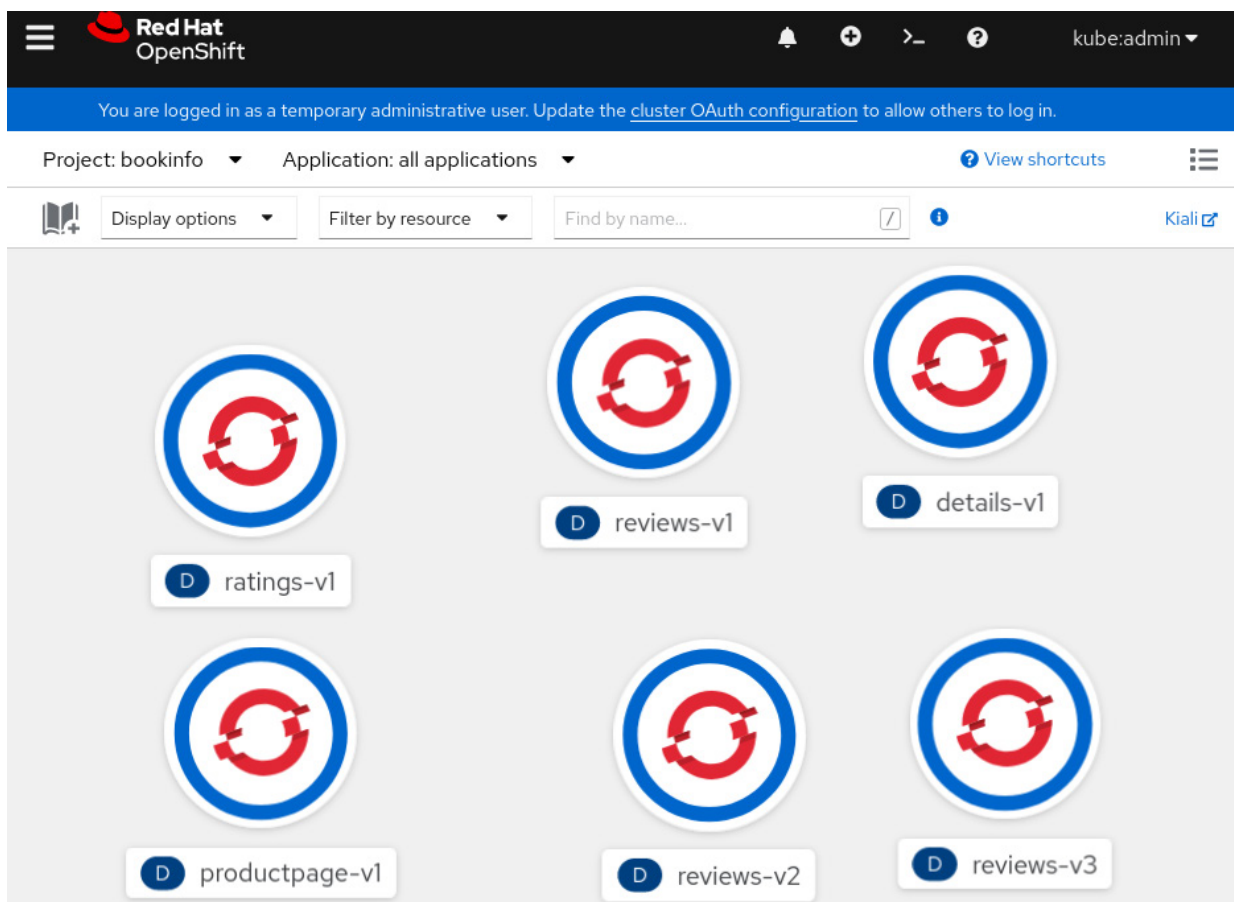 Red Hat
OpenShift
kube:admin
You are logged in as a temporary administrative user. Update the cluster OAuth configuration to allow others to log in.
Project: bookinfo
Application: all applications
View shortcuts
Display options
Filter by resource
Find by name...
/
Kiali
D ratings-v1
D reviews-v1
D details-v1
D productpage-v1
D reviews-v2
D reviews-v3